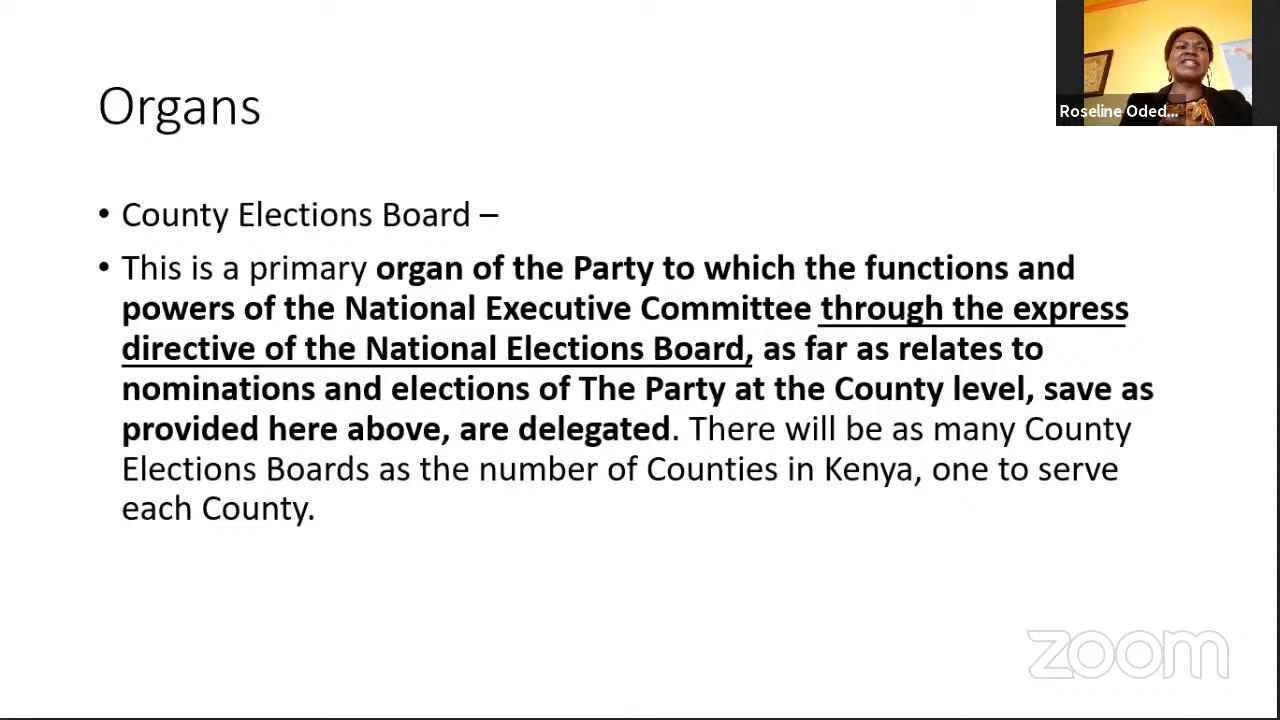 Organs
Roseline Oded...
• County Elections Board –
• This is a primary organ of the Party to which the functions and
powers of the National Executive Committee through the express
directive of the National Elections Board, as far as relates to
nominations and elections of The Party at the County level, save as
provided here above, are delegated. There will be as many County
Elections Boards as the number of Counties in Kenya, one to serve
each County.
zoom